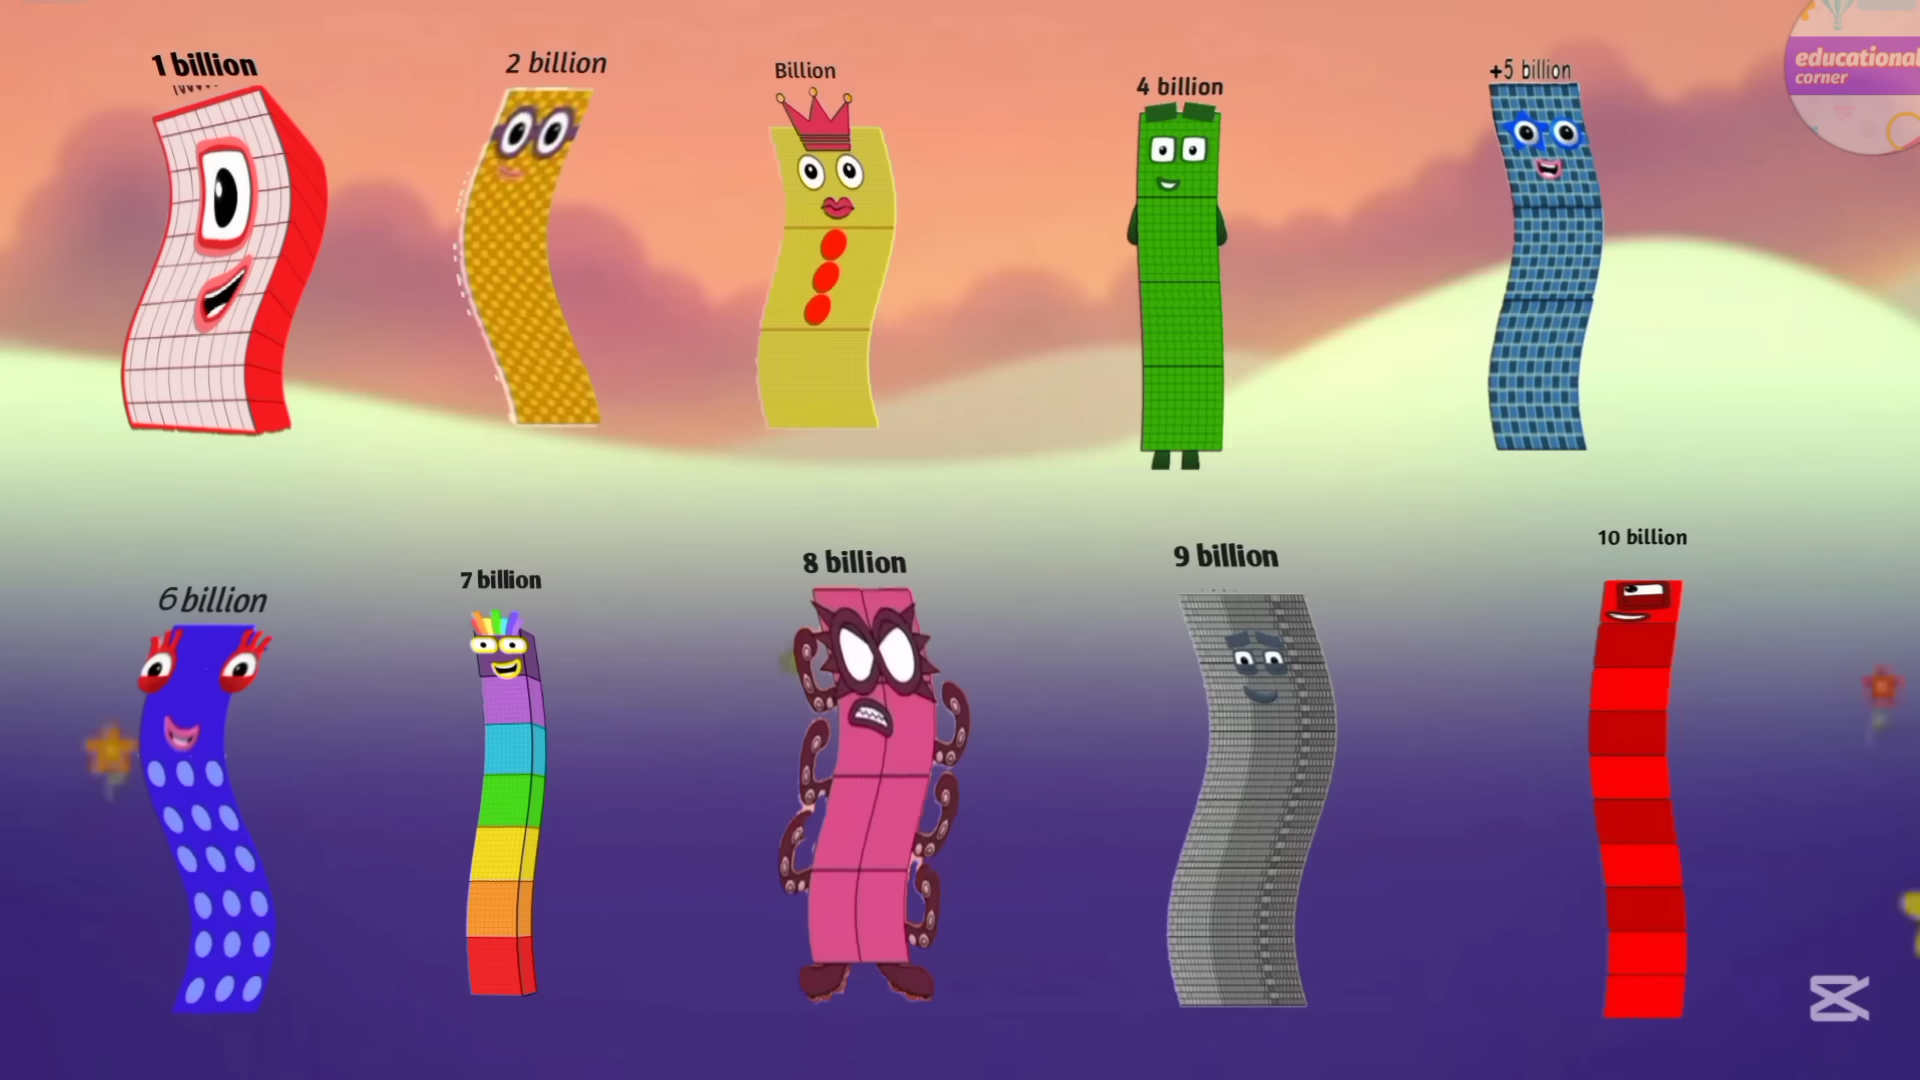 1 billion
2 billion
Billion
4 billion
+5 billion
educational
corner
6 billion
7 billion
8 billion
9 billion
10 billion